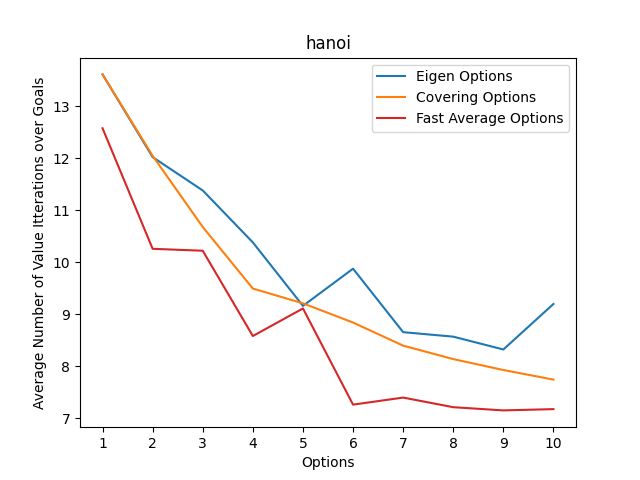 hanoi
Average Number of Value Itterations over Goals
13
12
11
10
9
8
7
Eigen Options
Covering Options
Fast Average Options
1 2 3 4 5 6 7 8 9 10
Options